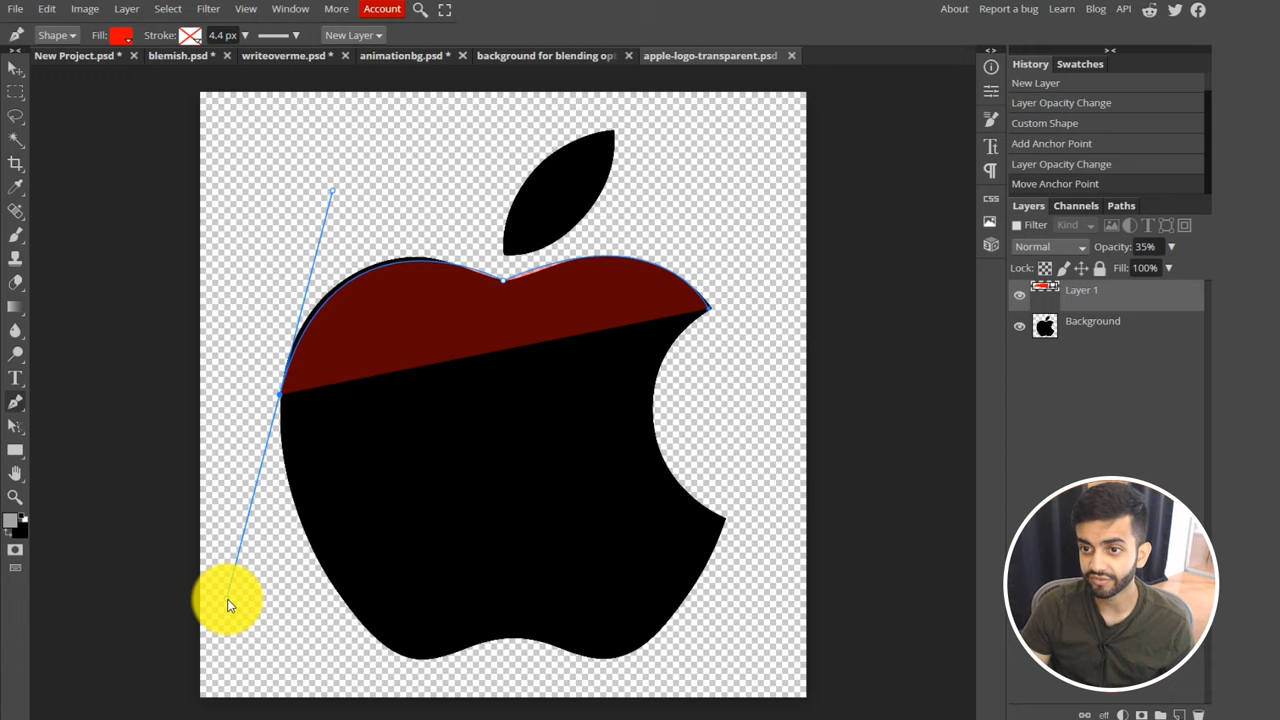 File Edit Image Layer Select Filter View Window More Account About Report a bug Learn Blog API
Shape Fill: Stroke: 4.4 px New Layer
New Project.psd * blemish.psd * writeoverme.psd * animationbg.psd * background for blending opt apple-logo-transparent.psd
History Swatches
New Layer
Layer Opacity Change
Custom Shape
Add Anchor Point
Layer Opacity Change
Move Anchor Point
CSS
Layers Channels Paths
Filter Kind
Normal Opacity: 35%
Lock: Fill: 100%
Layer 1
Background
eff